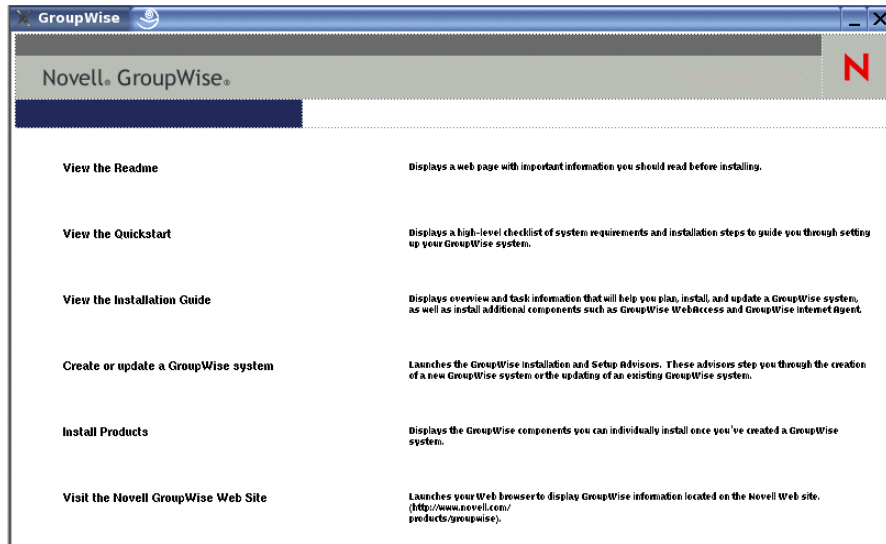 GroupWise
Novell® GroupWise®
N
View the Readme
Displays a web page with important information you should read before installing.
View the Quickstart
Displays a high-level checklist of system requirements and installation steps to guide you through setting
up your GroupWise system.
View the Installation Guide
Displays overview and task information that will help you plan, install, and update a GroupWise system,
as well as install additional components such as GroupWise WebAccess and GroupWise Internet Agent.
Create or update a GroupWise system
Launches the GroupWise Installation and Setup Advisors. These advisors step you through the creation
of a new GroupWise system or the updating of an existing GroupWise system.
Install Products
Displays the GroupWise components you can individually install once you've created a GroupWise
system.
Visit the Novell GroupWise Web Site
Launches your Web browser to display GroupWise information located on the Novell Web site.
(http://www.novell.com/
products/groupwise).